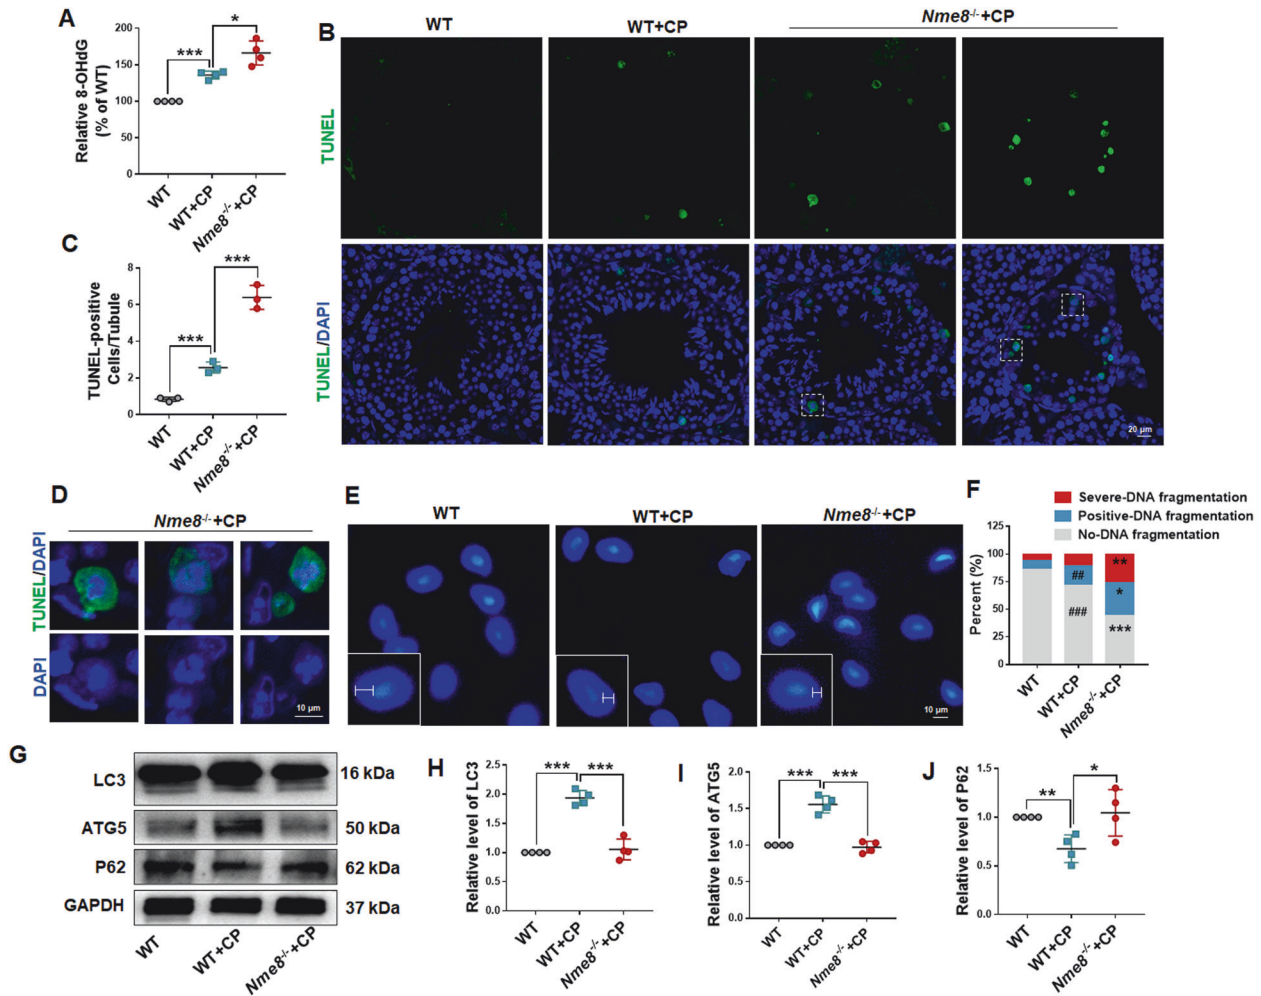 A
Relative 8-OHdG
(% of WT)
200
150
100
50
0
***
*
WT
WT+CP
Nme8-/-+CP
B
WT
WT+CP
Nme8-/-+CP
TUNEL
TUNEL/DAPI
20 μm
C
TUNEL-positive
Cells/Tubule
8
6
4
2
0
***
***
WT
WT+CP
Nme8-/-+CP
D
Nme8-/-+CP
TUNEL/DAPI
DAPI
10 μm
E
WT
WT+CP
Nme8-/-+CP
10 μm
F
Severe-DNA fragmentation
Positive-DNA fragmentation
No-DNA fragmentation
Percent (%)
125
100
75
50
25
0
##
###
**
*
***
WT
WT+CP
Nme8-/-+CP
G
LC3
16 kDa
ATG5
50 kDa
P62
62 kDa
GAPDH
37 kDa
WT
WT+CP
Nme8-/-+CP
H
Relative level of LC3
2.5
2.0
1.5
1.0
0.5
0.0
***
***
WT
WT+CP
Nme8-/-+CP
I
Relative level of ATG5
2.0
1.5
1.0
0.5
0.0
***
***
WT
WT+CP
Nme8-/-+CP
J
Relative level of P62
1.5
1.0
0.5
0.0
**
*
WT
WT+CP
Nme8-/-+CP